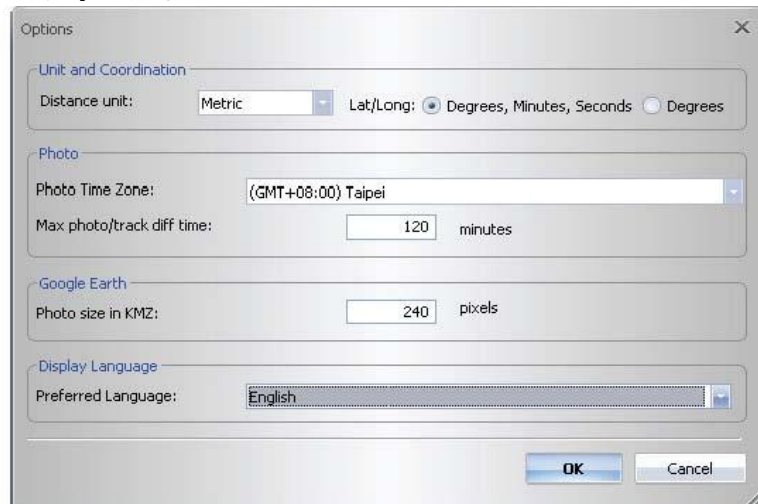 Options
Unit and Coordination
Distance unit: Metric Lat/Long: Degrees, Minutes, Seconds Degrees
Photo
Photo Time Zone: (GMT+08:00) Taipei
Max photo/track diff time: 120 minutes
Google Earth
Photo size in KMZ: 240 pixels
Display Language
Preferred Language: English
OK Cancel